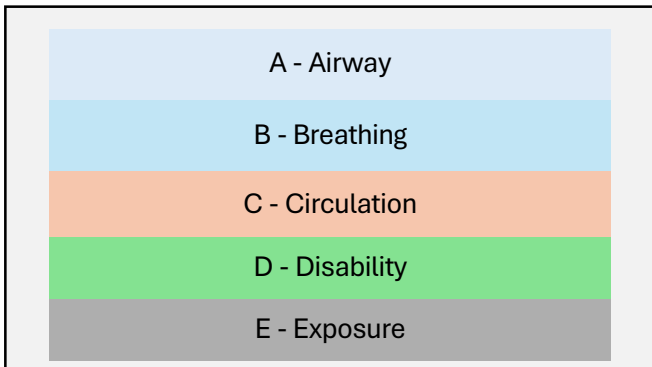 A - Airway
B - Breathing
C - Circulation
D - Disability
E - Exposure